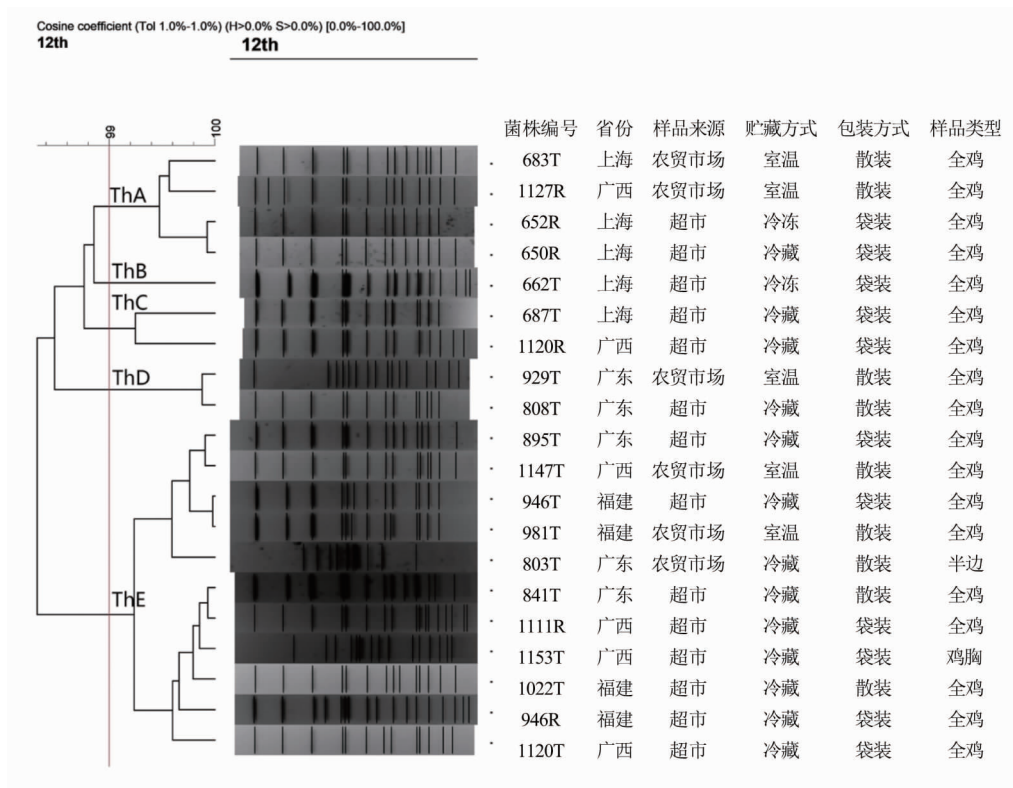 Cosine coefficient (Tol 1.0%-1.0%) (H>0.0% S>0.0%) [0.0%-100.0%]
12th 12th
99 100
菌株编号 省份 样品来源 贮藏方式 包装方式 样品类型
683T 上海 农贸市场 室温 散装 全鸡
ThA
1127R 广西 农贸市场 室温 散装 全鸡
652R 上海 超市 冷冻 袋装 全鸡
650R 上海 超市 冷藏 袋装 全鸡
ThB
662T 上海 超市 冷冻 袋装 全鸡
ThC
687T 上海 超市 冷藏 袋装 全鸡
1120R 广西 超市 冷藏 袋装 全鸡
ThD
929T 广东 农贸市场 室温 散装 全鸡
808T 广东 超市 冷藏 散装 全鸡
895T 广东 超市 冷藏 袋装 全鸡
1147T 广西 农贸市场 室温 散装 全鸡
946T 福建 超市 冷藏 袋装 全鸡
981T 福建 农贸市场 室温 散装 全鸡
803T 广东 农贸市场 冷藏 散装 半边
ThE
841T 广东 超市 冷藏 散装 全鸡
1111R 广西 超市 冷藏 袋装 全鸡
1153T 广西 超市 冷藏 袋装 鸡胸
1022T 福建 超市 冷藏 散装 全鸡
946R 福建 超市 冷藏 袋装 全鸡
1120T 广西 超市 冷藏 袋装 全鸡